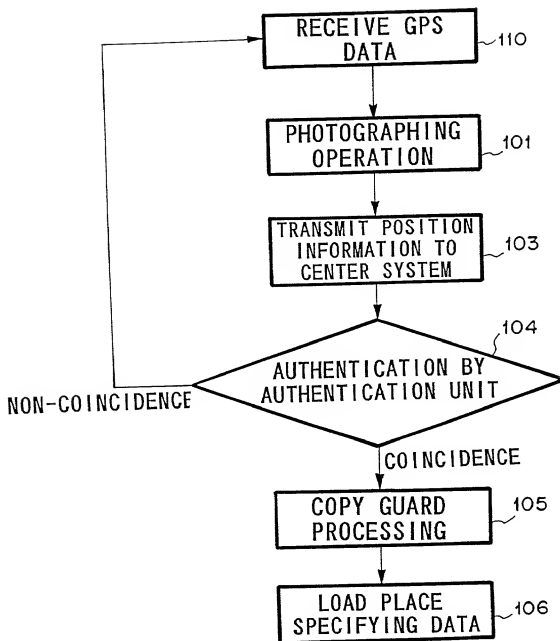 RECEIVE GPS
DATA
110
PHOTOGRAPHING
OPERATION
101
TRANSMIT POSITION
INFORMATION TO
CENTER SYSTEM
103
104
AUTHENTICATION BY
AUTHENTICATION UNIT
NON-COINCIDENCE
COINCIDENCE
COPY GUARD
PROCESSING
105
LOAD PLACE
SPECIFYING DATA
106